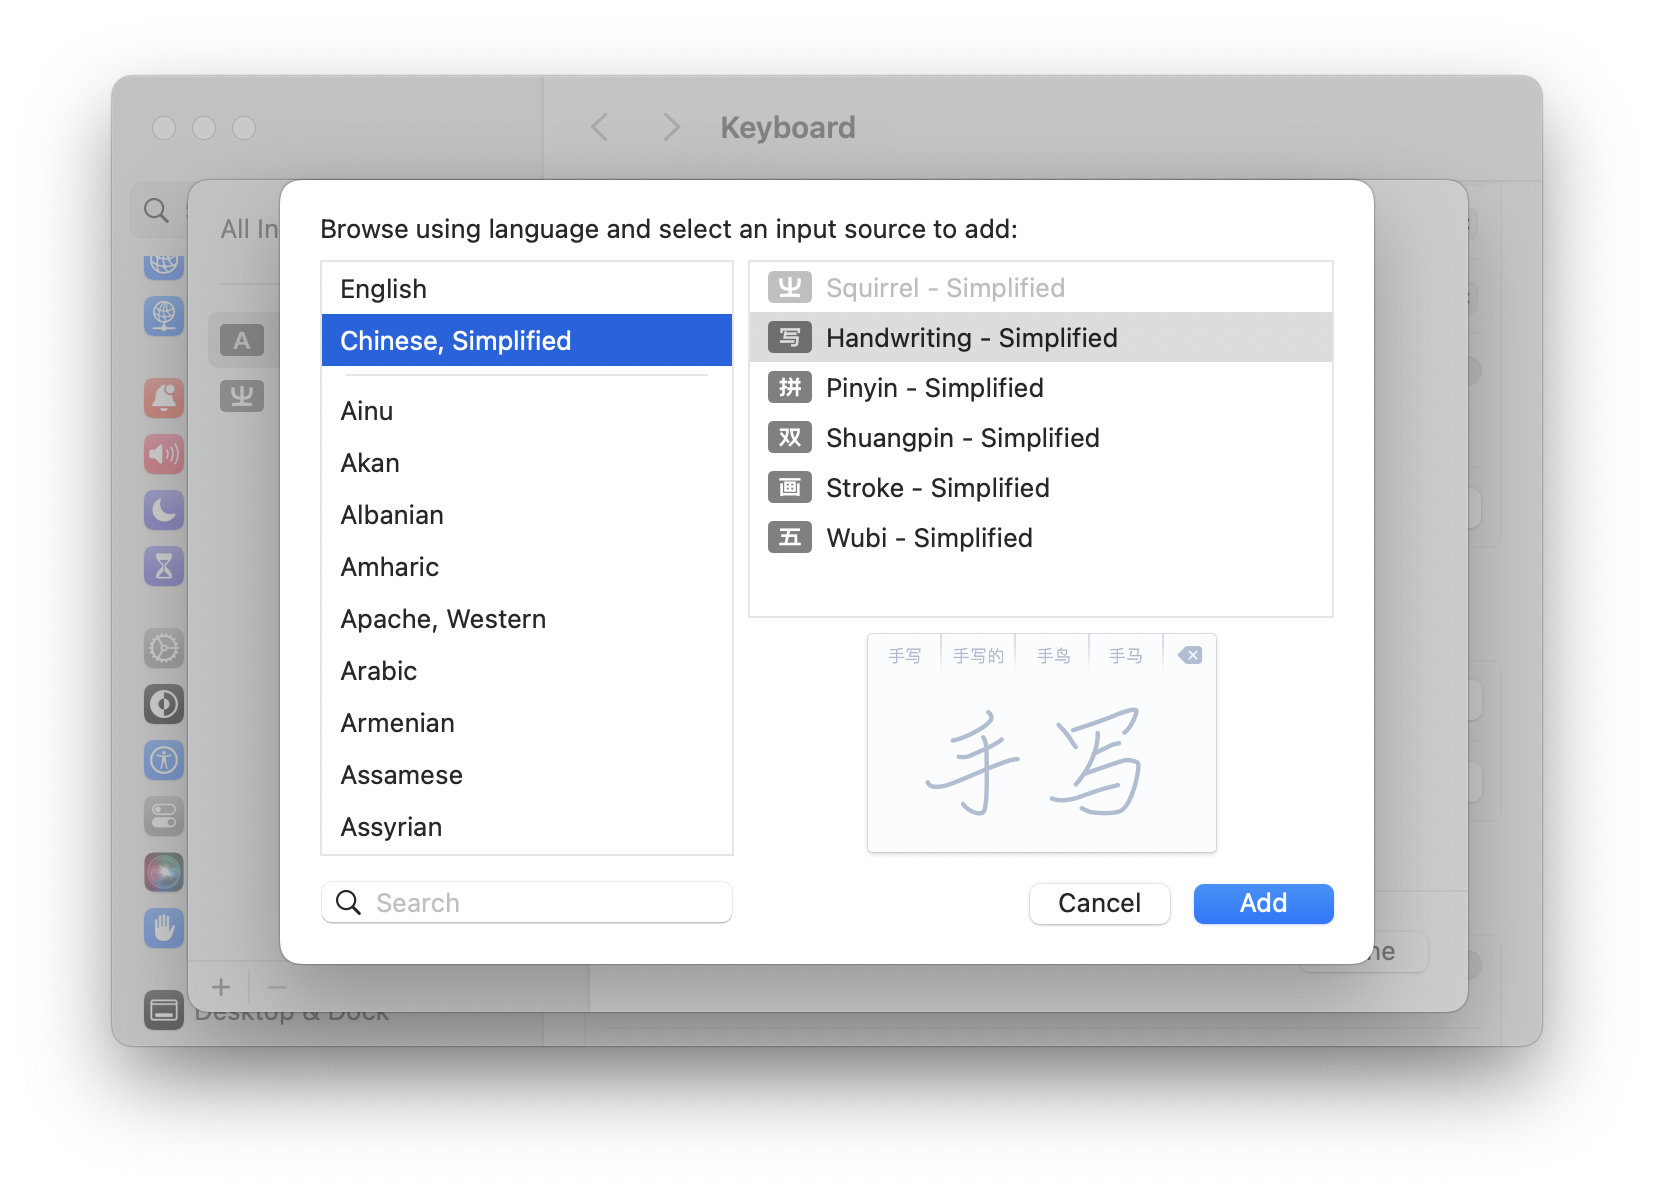 Keyboard
All In
A
㞢
Desktop & Dock
Browse using language and select an input source to add:
English
Chinese, Simplified
Ainu
Akan
Albanian
Amharic
Apache, Western
Arabic
Armenian
Assamese
Assyrian
Search
㞢 Squirrel - Simplified
写 Handwriting - Simplified
拼 Pinyin - Simplified
双 Shuangpin - Simplified
画 Stroke - Simplified
五 Wubi - Simplified
手写 手写的 手鸟 手马
手写
Cancel Add
ne